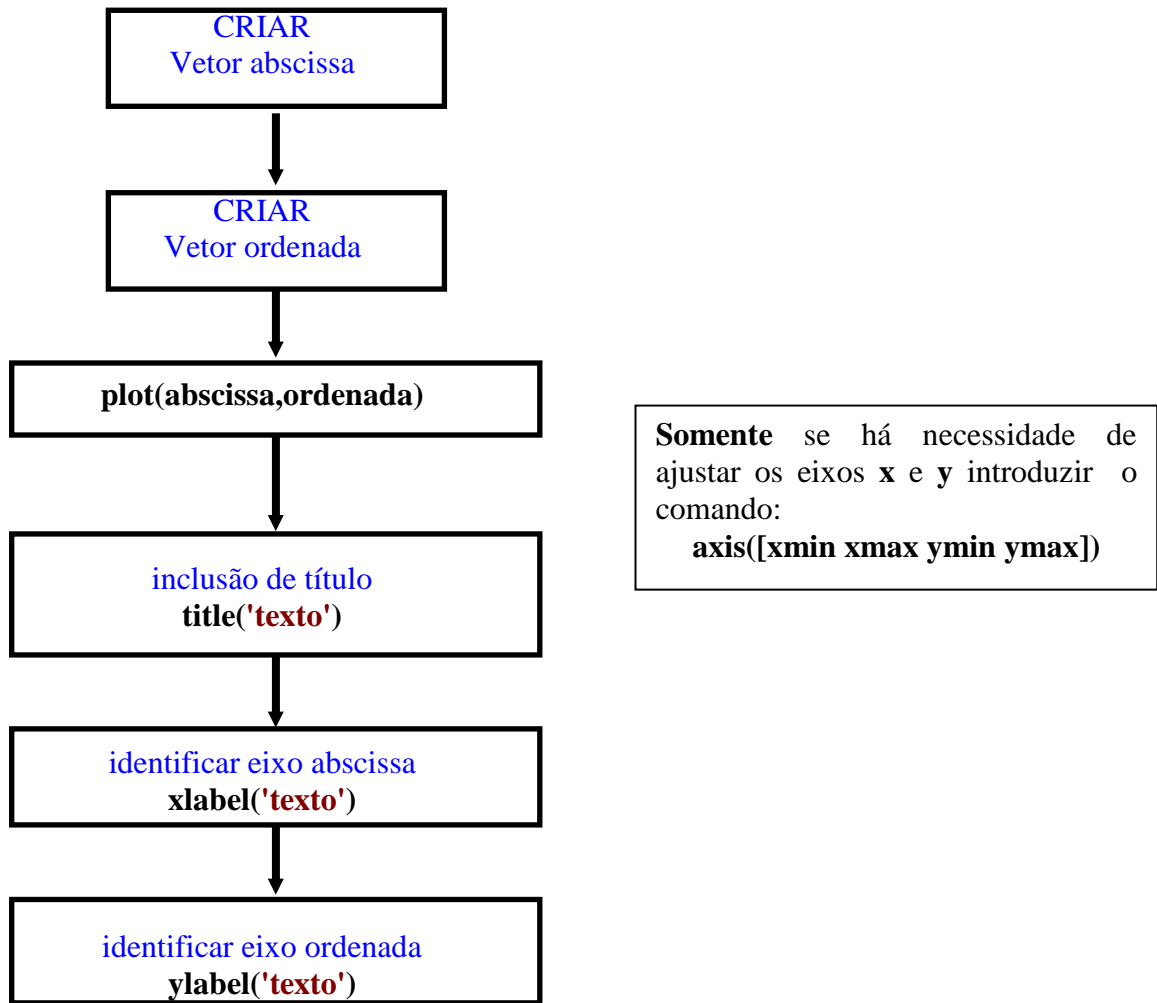 CRIAR
Vetor abscissa
CRIAR
Vetor ordenada
plot(abscissa,ordenada)
Somente se há necessidade de
ajustar os eixos x e y introduzir o
comando:
axis([xmin xmax ymin ymax])
inclusão de título
title('texto')
identificar eixo abscissa
xlabel('texto')
identificar eixo ordenada
ylabel('texto')